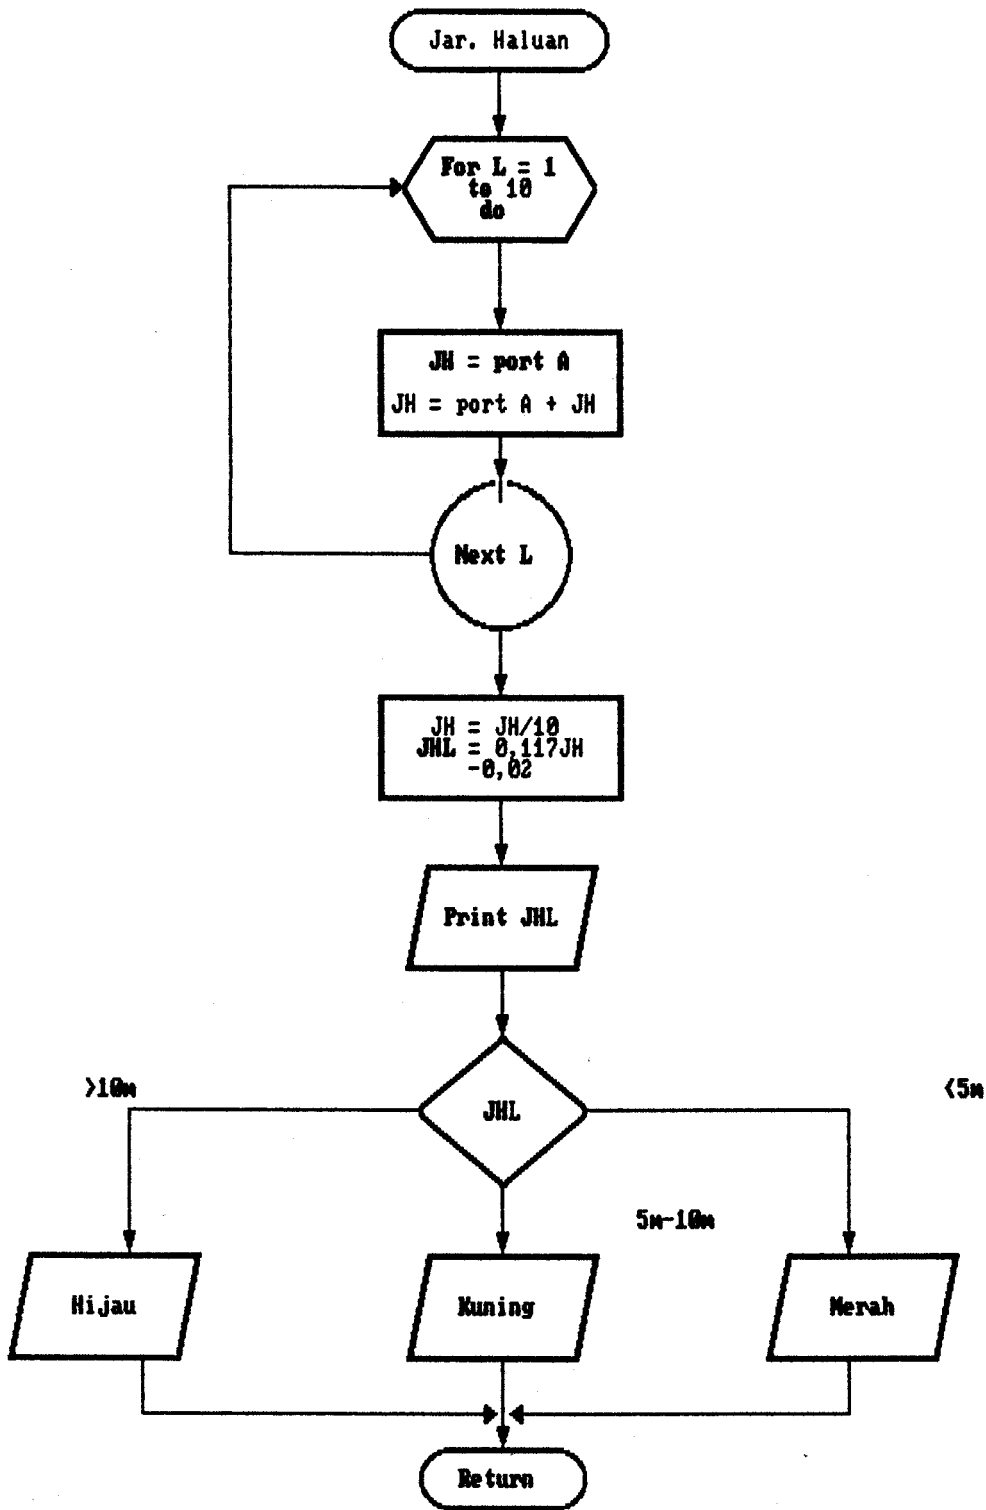 Jar. Haluan
For L = 1
to 10
do
JH = port A
JH = port A + JH
Next L
JH = JH/10
JHL = 0,117JH
-0,02
Print JHL
>10m
JHL
<5m
5m-10m
Hijau
Kuning
Merah
Return